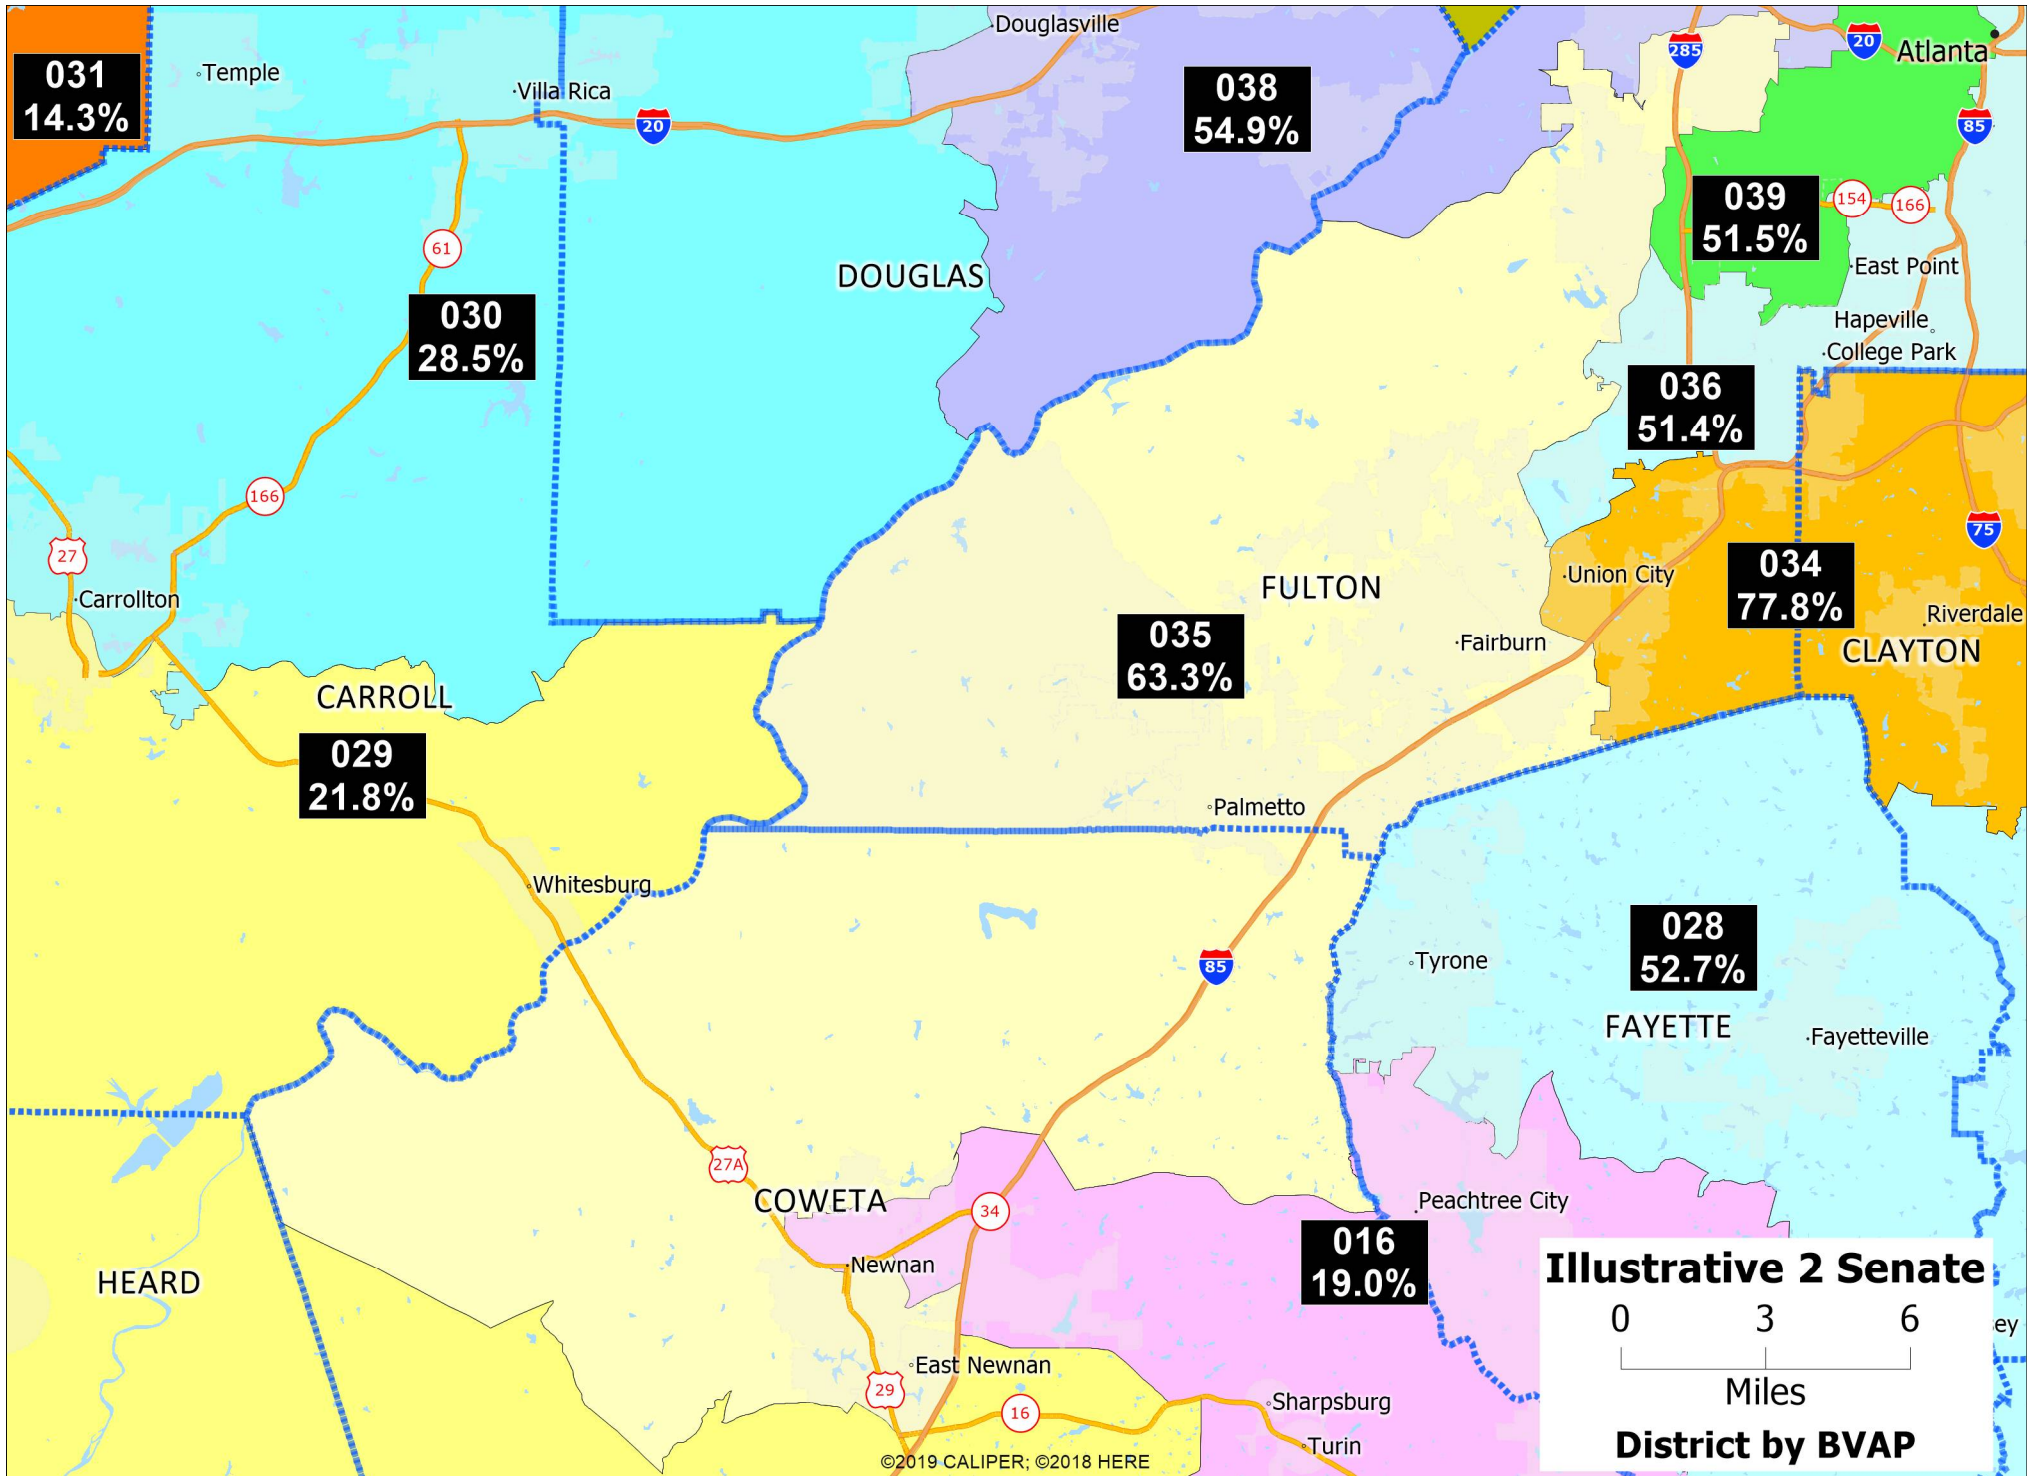 Douglasville
285
20
Atlanta
031
14.3%
Temple
Villa Rica
038
54.9%
20
85
039
51.5%
154
166
61
DOUGLAS
East Point
030
28.5%
Hapeville
College Park
036
51.4%
166
27
75
Carrollton
FULTON
Union City
034
77.8%
Riverdale
035
63.3%
Fairburn
CLAYTON
CARROLL
029
21.8%
Palmetto
Whitesburg
028
52.7%
Tyrone
85
FAYETTE
Fayetteville
27A
COWETA
34
Peachtree City
016
19.0%
Newnan
HEARD
Illustrative 2 Senate
0 3 6
ey
Miles
District by BVAP
East Newnan
29
16
Sharpsburg
Turin
©2019 CALIPER; ©2018 HERE